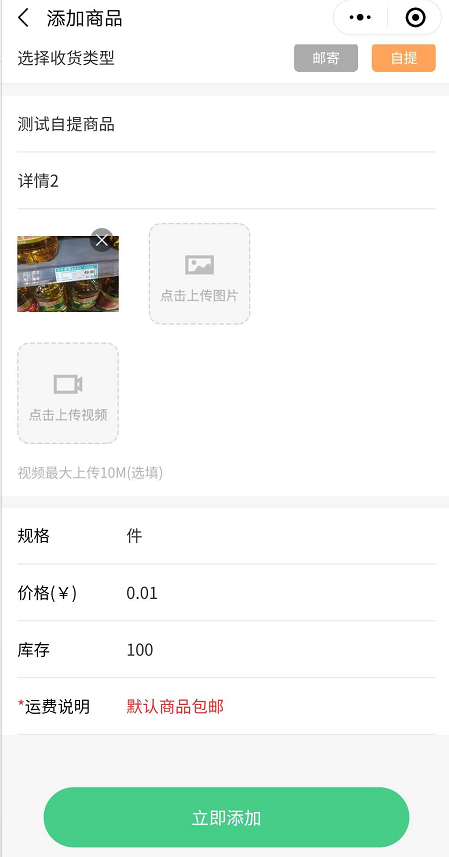 添加商品
选择收货类型 邮寄 自提
测试自提商品
详情2
点击上传图片
点击上传视频
视频最大上传10M(选填)
规格 件
价格(￥) 0.01
库存 100
*运费说明 默认商品包邮
立即添加